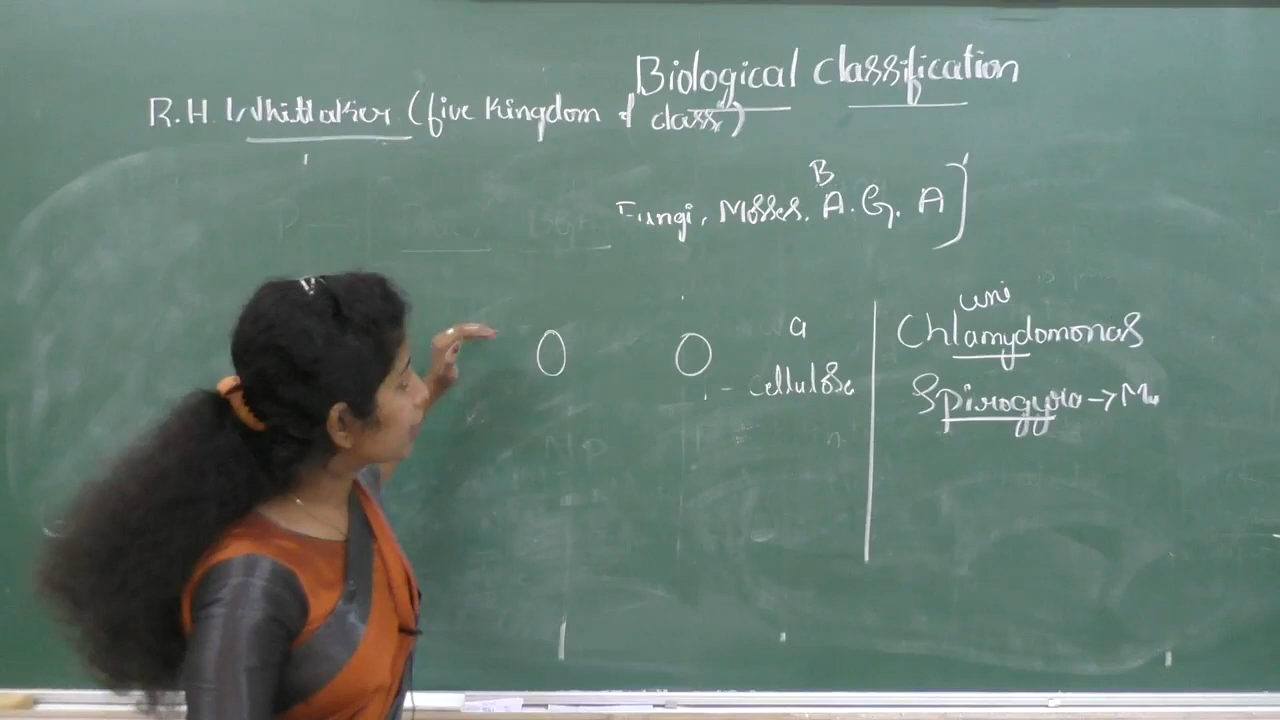 Biological classification
R.H. Whittaker (five kingdom of class)
B
Fungi, Mosses, A. G. A]
uni
a
Chlamydomonas
- cellulose
Spirogyra → Mu